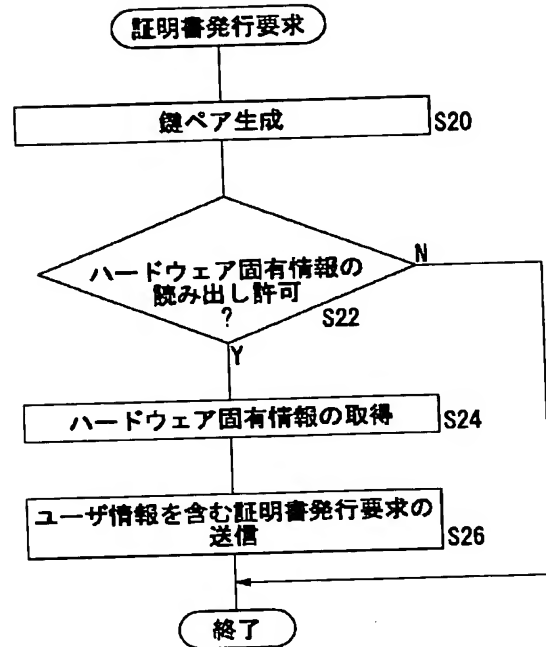 証明書発行要求
鍵ペア生成
S20
ハードウェア固有情報の
読み出し許可
?
N
S22
Y
ハードウェア固有情報の取得
S24
ユーザ情報を含む証明書発行要求の
送信
S26
終了